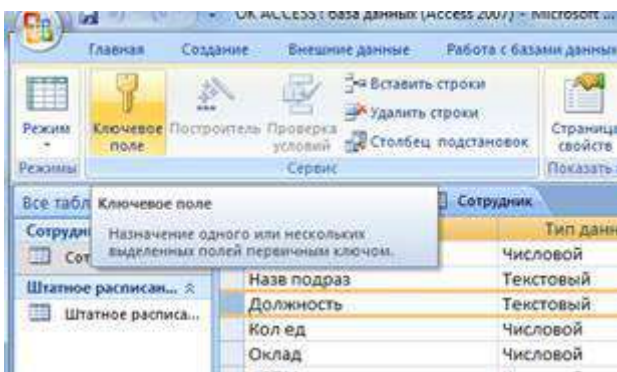 OK ACCESS : база данных (Access 2007) - Microsoft ...
Главная Создание Внешние данные Работа с базами данных
Режим
Ключевое поле
Построитель
Проверка условий
Вставить строки
Удалить строки
Столбец подстановок
Страница свойств
Режимы Сервис Показать
Все табл Сотрудник
Ключевое поле
Назначение одного или нескольких
выделенных полей первичным ключом.
Сотрудн
Сот
Штатное расписан...
Штатное расписа...
Тип данн
Числовой
Назв подраз Текстовый
Должность Текстовый
Кол ед Числовой
Оклад Числовой